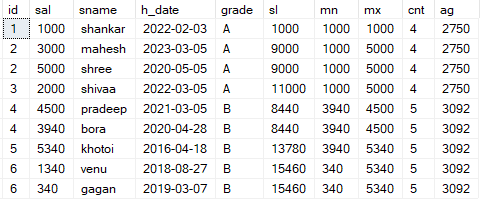 id sal sname h_date grade sl mn mx cnt ag
1 1000 shankar 2022-02-03 A 1000 1000 1000 4 2750
2 3000 mahesh 2023-03-05 A 9000 1000 5000 4 2750
2 5000 shree 2020-05-05 A 9000 1000 5000 4 2750
3 2000 shivaa 2022-03-05 A 11000 1000 5000 4 2750
4 4500 pradeep 2021-03-05 B 8440 3940 4500 5 3092
4 3940 bora 2020-04-28 B 8440 3940 4500 5 3092
5 5340 khotoi 2016-04-18 B 13780 3940 5340 5 3092
6 1340 venu 2018-08-27 B 15460 340 5340 5 3092
6 340 gagan 2019-03-07 B 15460 340 5340 5 3092